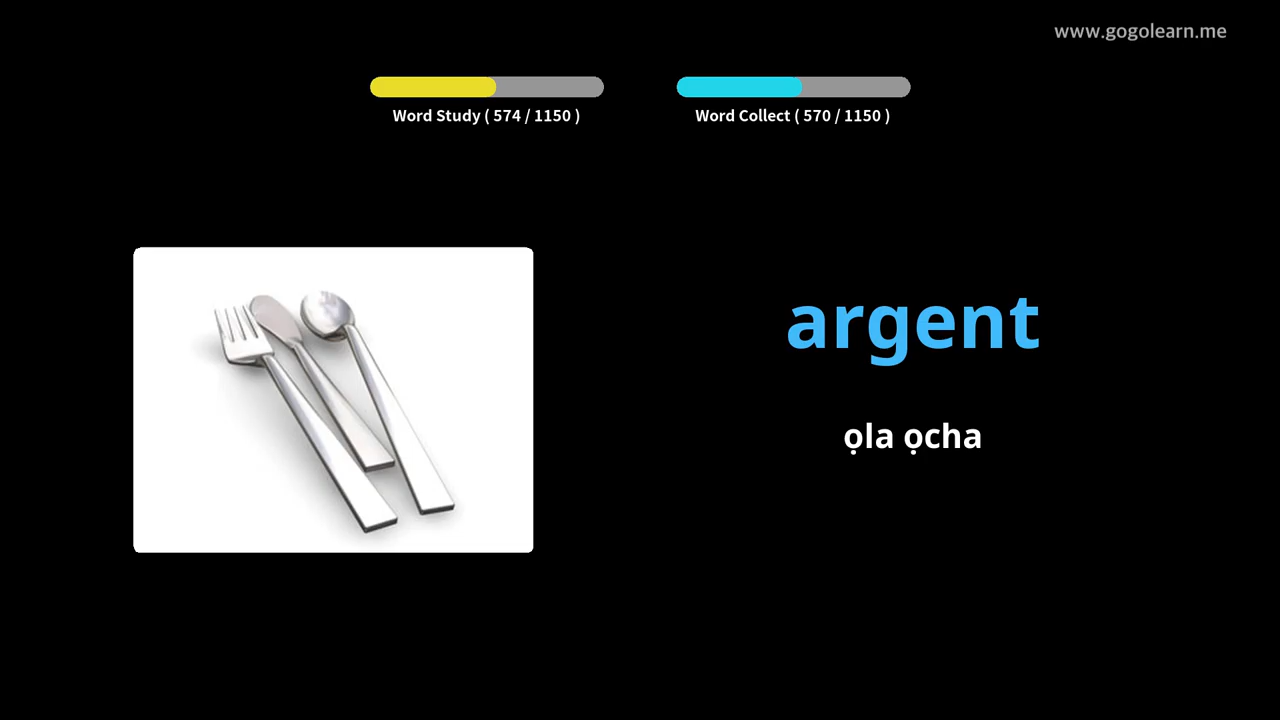 www.gogolearn.me
Word Study ( 574 / 1150 )
Word Collect ( 570 / 1150 )
argent
ọla ọcha